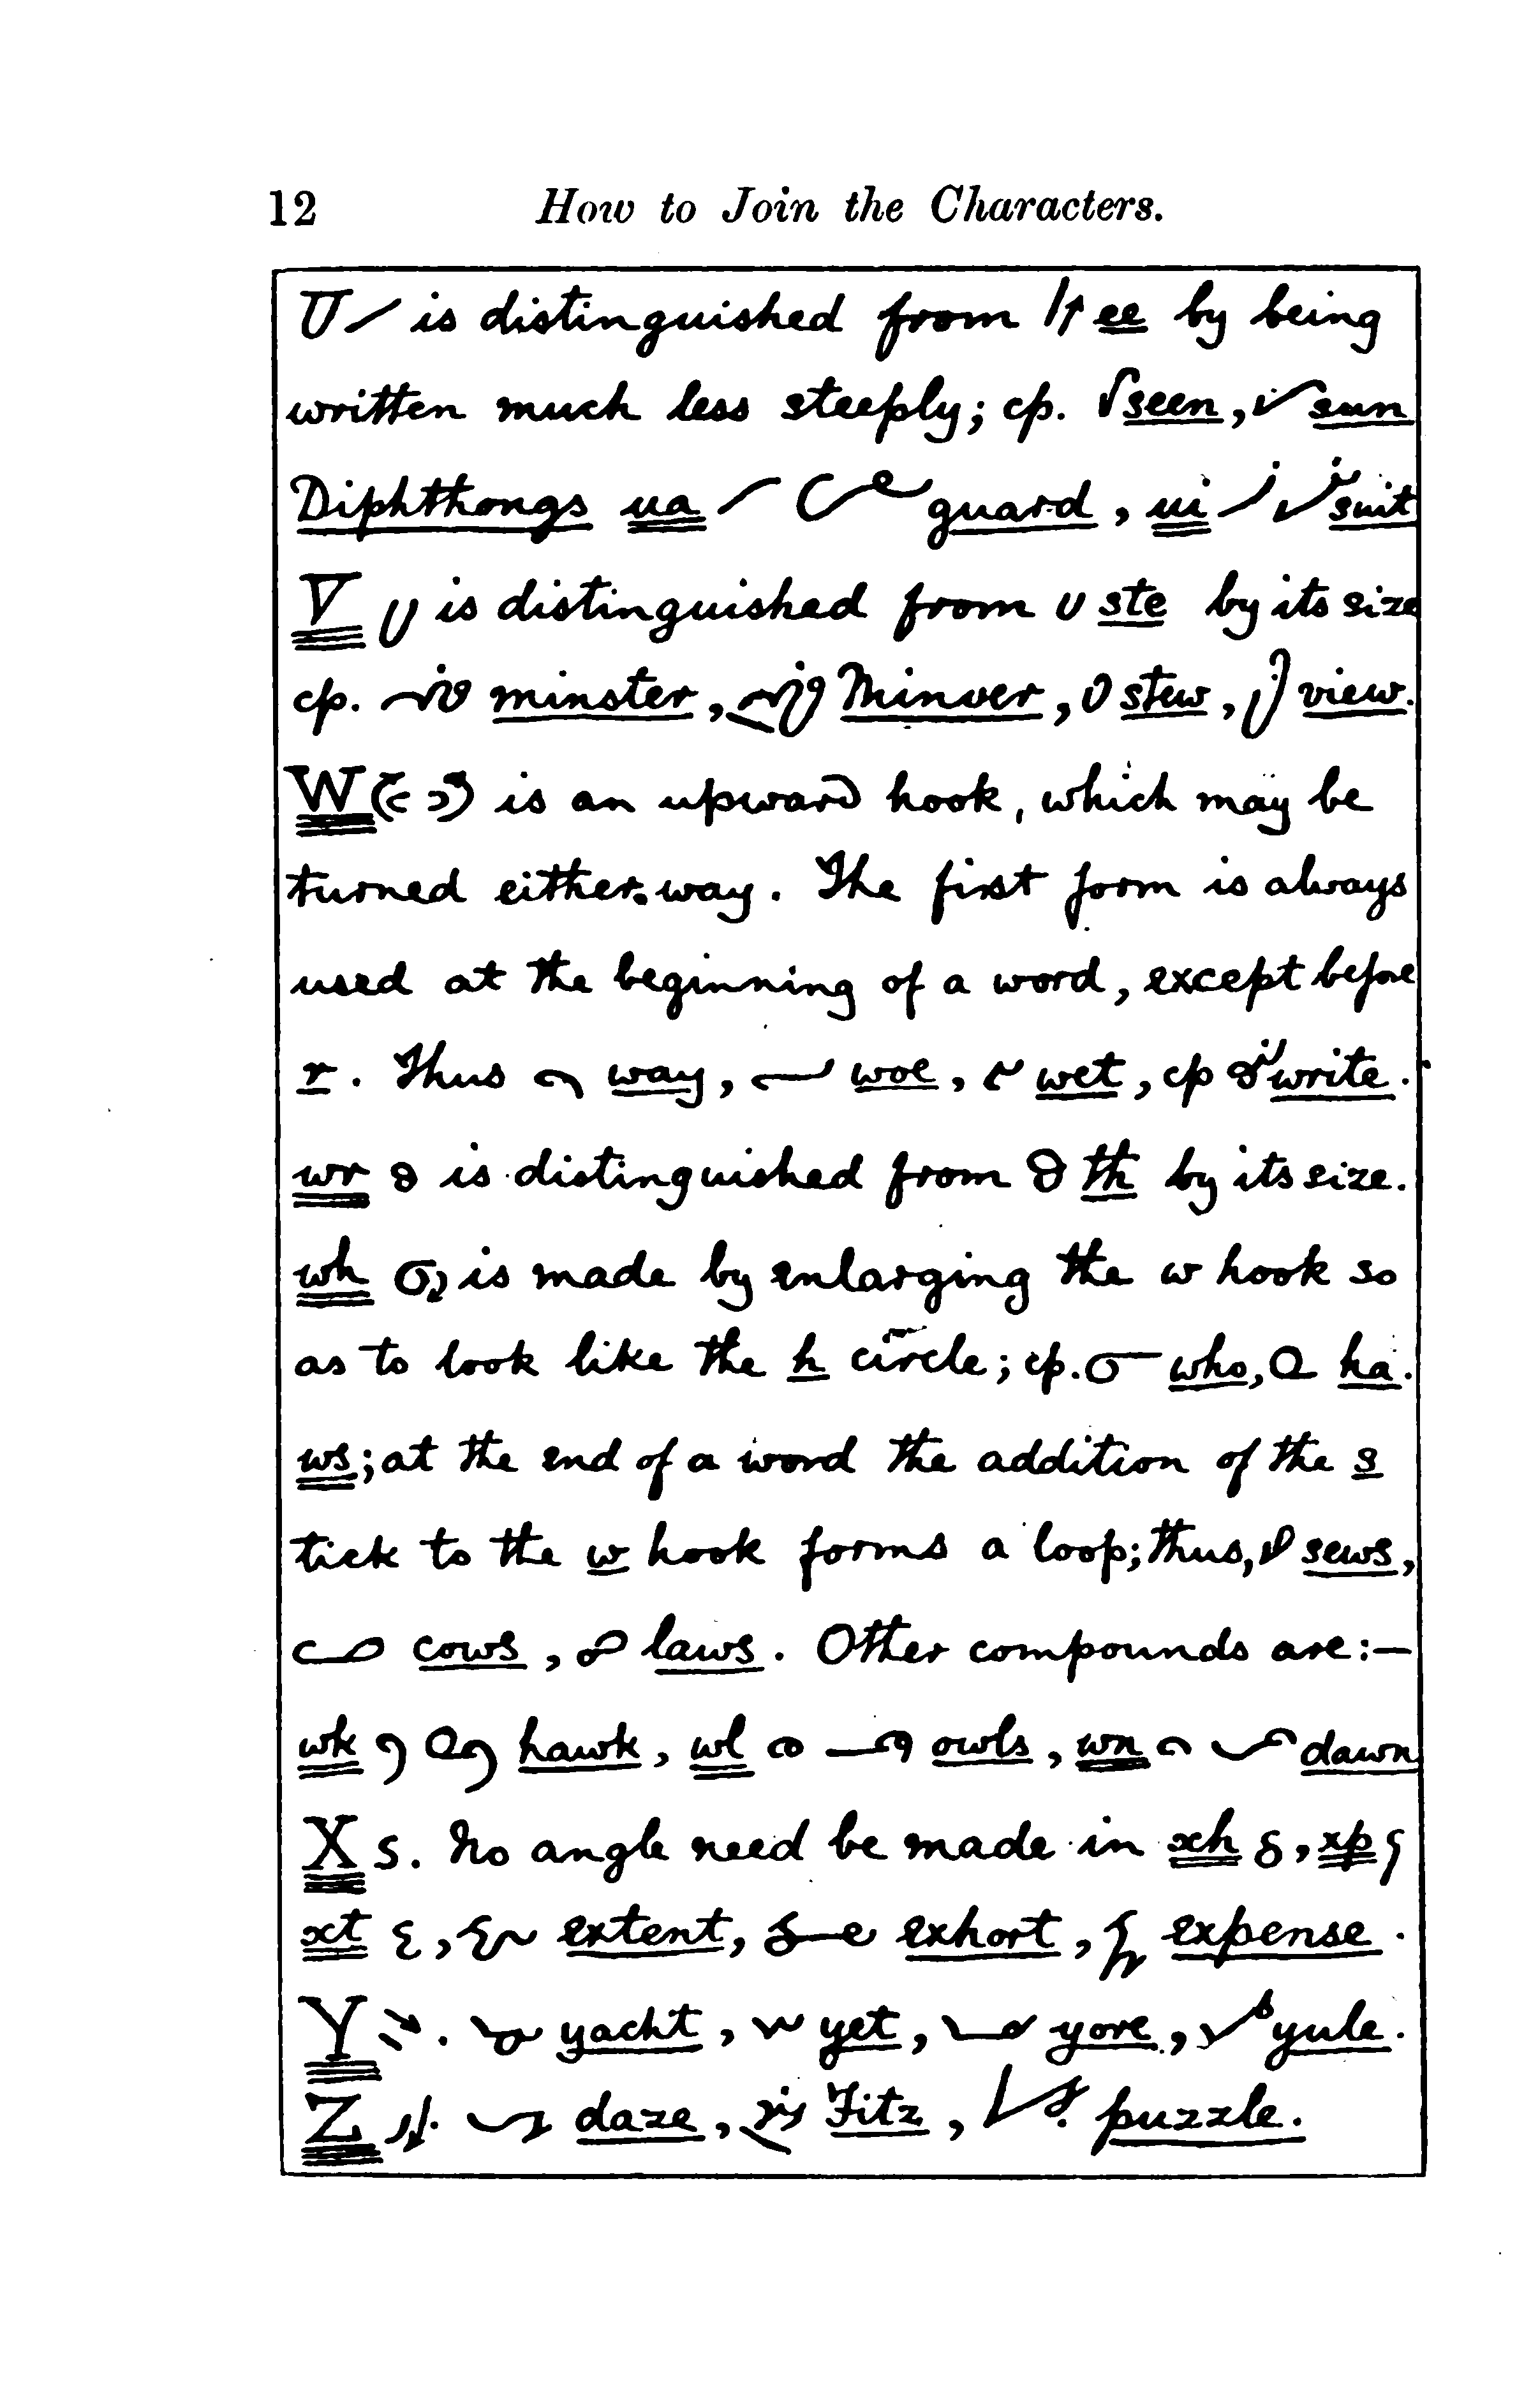 12 How to Join the Characters.
U is distinguished from ee by being
written much less steeply; cp. seen, sun
Diphthongs ua guard, ui suit
V is distinguished from ste by its size
cp. minster, Minver, stew, view.
W is an upward hook, which may be
turned either way. The first form is always
used at the beginning of a word, except before
r. Thus way, woe, wet, cp write.
wr is distinguished from th by its size.
wh is made by enlarging the w hook so
as to look like the h circle; cp. who, ha.
ws; at the end of a word the addition of the s
tick to the w hook forms a loop; thus, sews,
cows, laws. Other compounds are:—
wk hawk, wl owls, wn dawn
X. No angle need be made in xh, xp
xt, extent, exhort, expense.
Y. yacht, yet, yore, yule.
Z. daze, Fitz, puzzle.